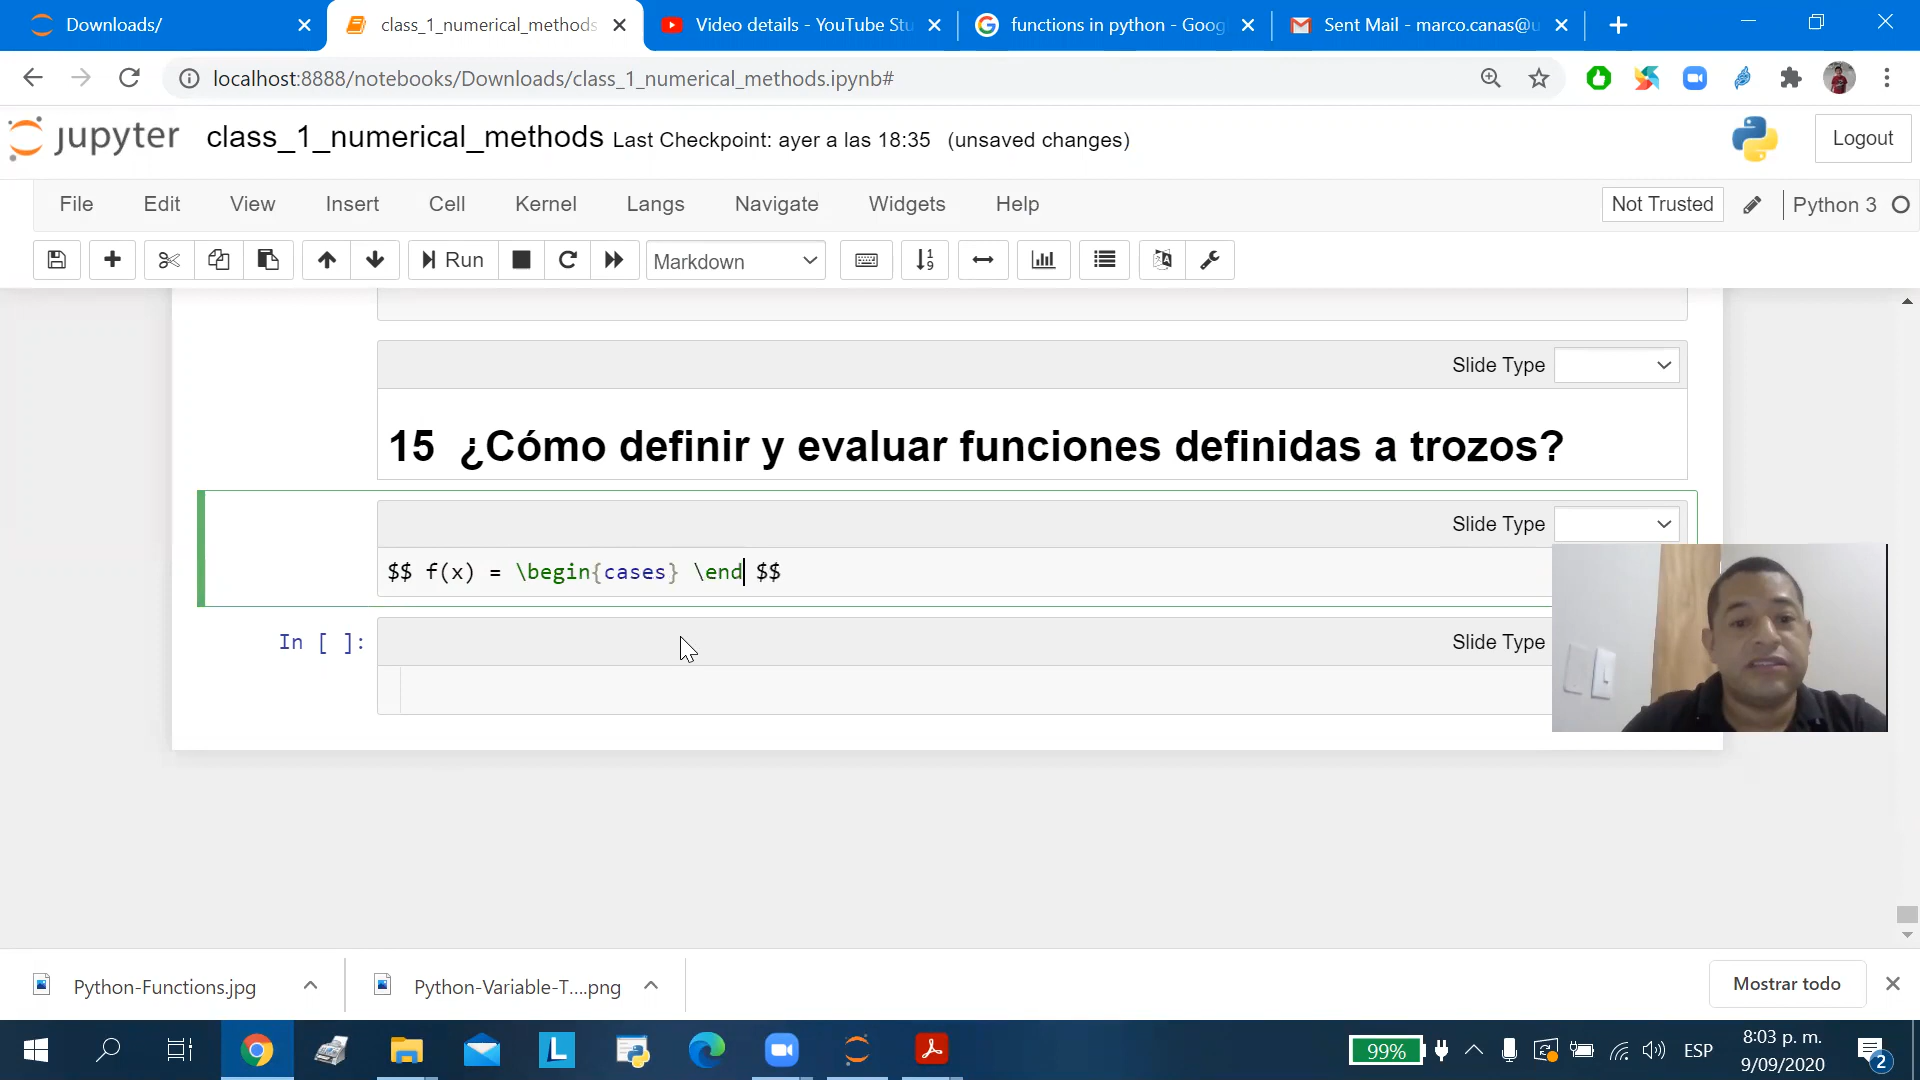 Downloads/
class_1_numerical_methods
Video details - YouTube Stu
functions in python - Goog
Sent Mail - marco.canas@u
localhost:8888/notebooks/Downloads/class_1_numerical_methods.ipynb#
jupyter
class_1_numerical_methods
Last Checkpoint: ayer a las 18:35 (unsaved changes)
Logout
File Edit View Insert Cell Kernel Langs Navigate Widgets Help
Not Trusted
Python 3
Run
Markdown
Slide Type
15 ¿Cómo definir y evaluar funciones definidas a trozos?
Slide Type
$$ f(x) = \begin{cases} \end $$
In [ ]:
Slide Type
Python-Functions.jpg
Python-Variable-T....png
Mostrar todo
99%
ESP
8:03 p. m.
9/09/2020
2